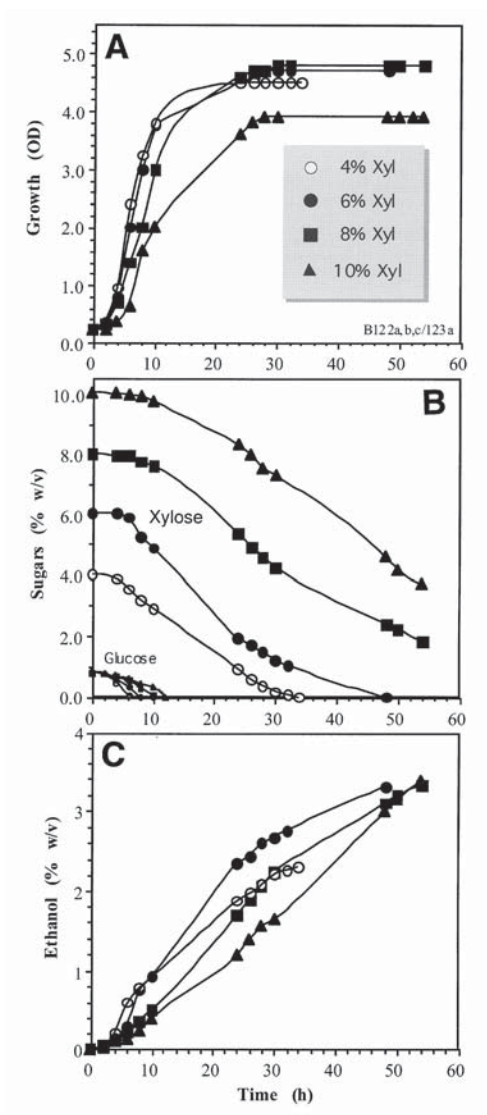 A
5.0
4.0
3.0
2.0
1.0
0.0
Growth (OD)
4% Xyl
6% Xyl
8% Xyl
10% Xyl
B122a,b,c/123a
0 10 20 30 40 50 60
B
10.0
8.0
6.0
4.0
2.0
0.0
Sugars (% w/v)
Xylose
Glucose
0 10 20 30 40 50 60
C
4
3
2
1
0
Ethanol (% w/v)
0 10 20 30 40 50 60
Time (h)